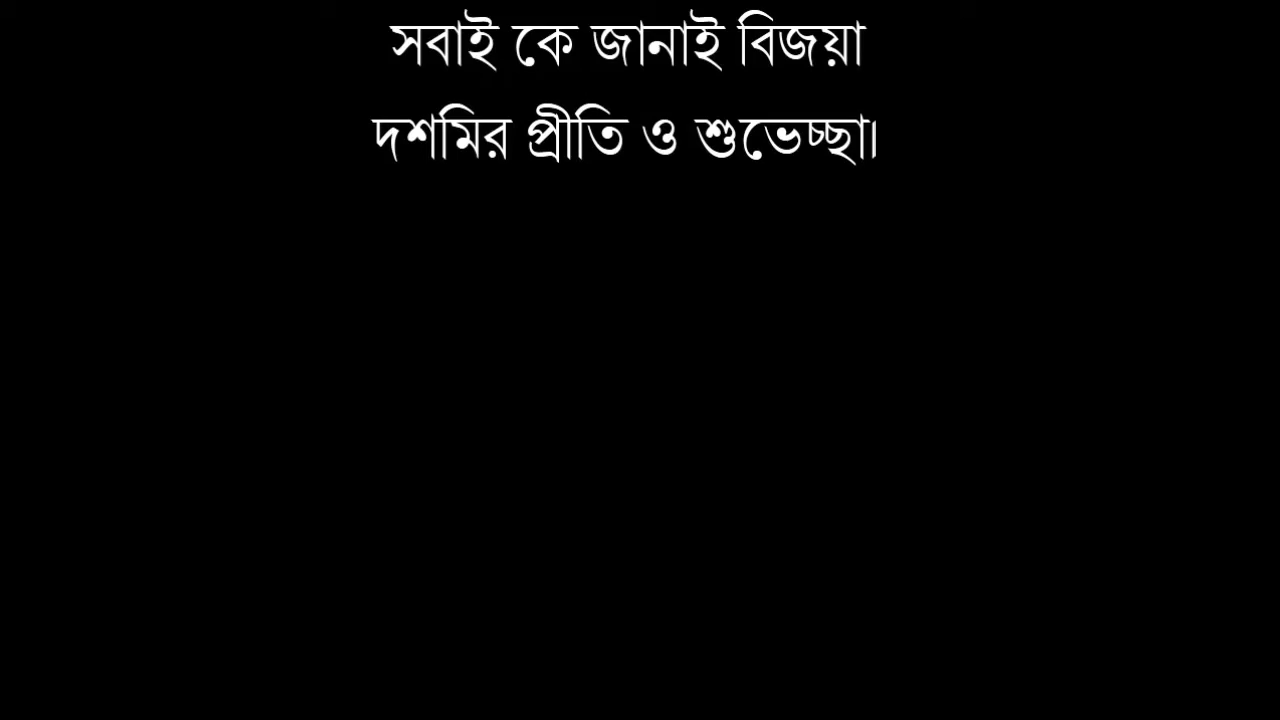 সবাই কে জানাই বিজয়া
দশমির প্রীতি ও শুভেচ্ছা।